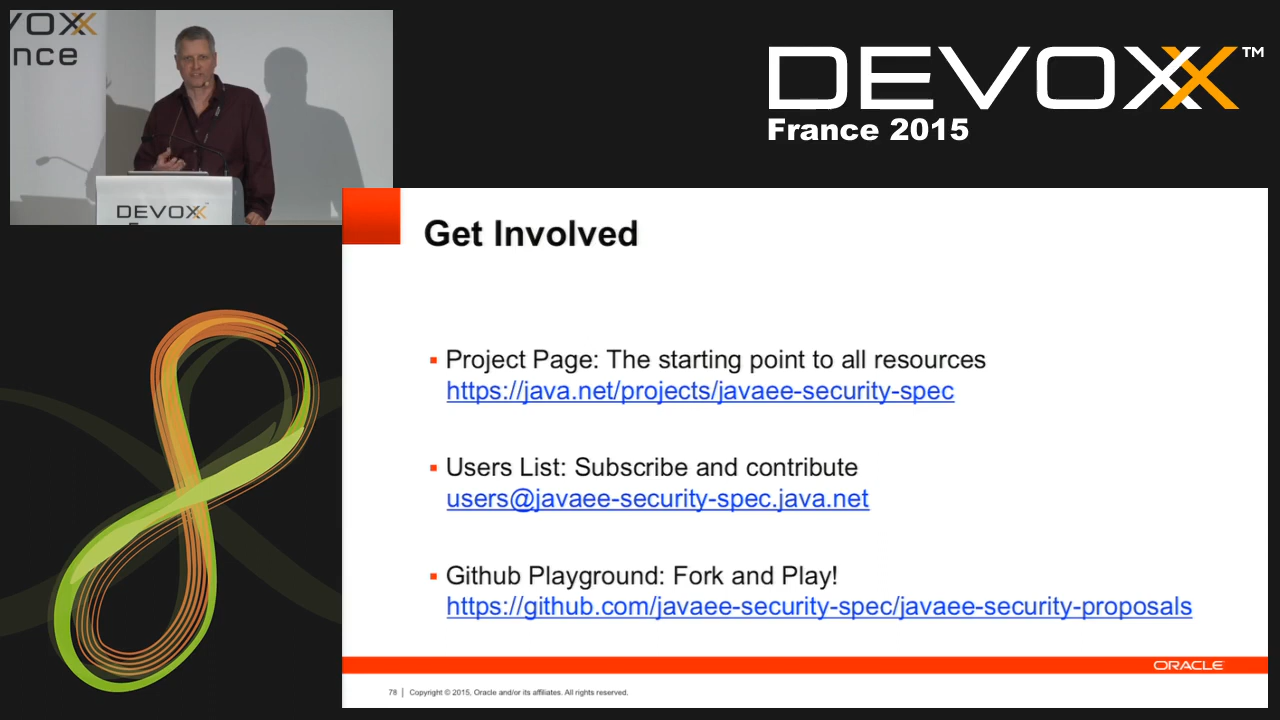 VOXX
nce
DEVOXX
DEVOXX™
France 2015
Get Involved
Project Page: The starting point to all resources
https://java.net/projects/javaee-security-spec
Users List: Subscribe and contribute
users@javaee-security-spec.java.net
Github Playground: Fork and Play!
https://github.com/javaee-security-spec/javaee-security-proposals
ORACLE
78 | Copyright © 2015, Oracle and/or its affiliates. All rights reserved.